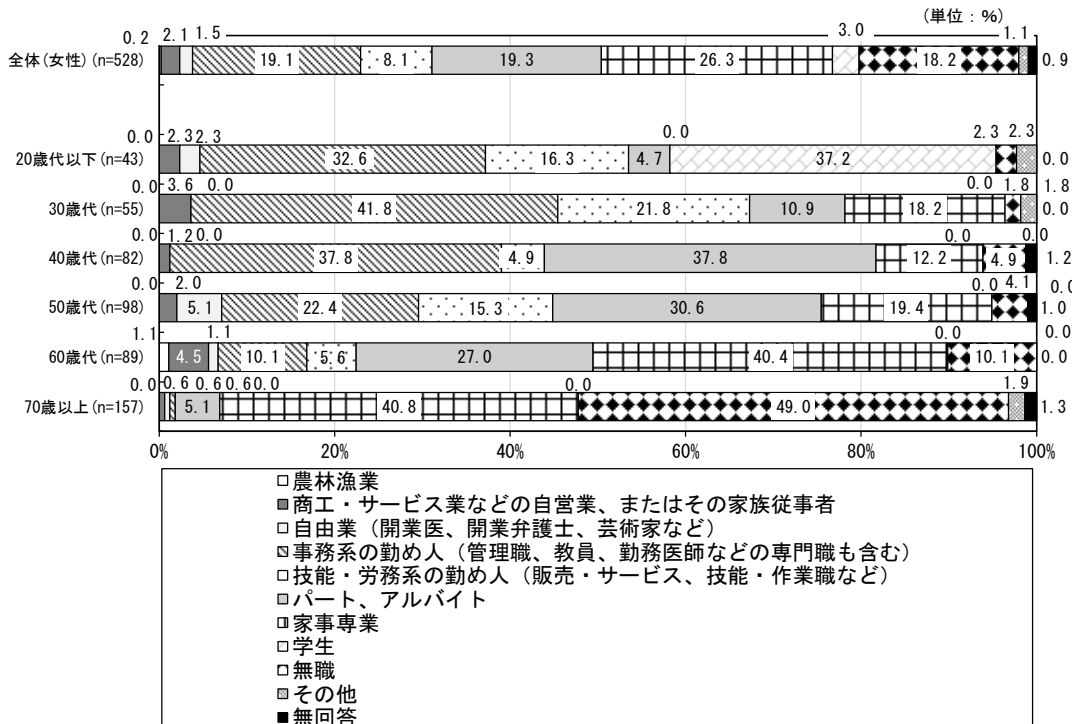 (単位：%)
0.2 2.1 1.5 3.0 1.1
全体(女性)(n=528) 19.1 8.1 19.3 26.3 18.2 0.9
0.0 2.3 2.3 0.0 2.3 2.3
20歳代以下(n=43) 32.6 16.3 4.7 37.2 0.0
0.0 3.6 0.0 0.0 1.8 1.8
30歳代(n=55) 41.8 21.8 10.9 18.2 0.0
0.0 1.2 0.0 0.0 0.0
40歳代(n=82) 37.8 4.9 37.8 12.2 4.9 1.2
0.0 2.0 0.0 4.1 0.0
50歳代(n=98) 5.1 22.4 15.3 30.6 19.4 1.0
1.1 1.1 0.0 0.0
60歳代(n=89) 4.5 10.1 5.6 27.0 40.4 10.1 0.0
0.0 0.6 0.6 0.6 0.0 0.0 1.9
70歳以上(n=157) 5.1 40.8 49.0 1.3
0% 20% 40% 60% 80% 100%
農林漁業
商工・サービス業などの自営業、またはその家族従事者
自由業（開業医、開業弁護士、芸術家など）
事務系の勤め人（管理職、教員、勤務医師などの専門職も含む）
技能・労務系の勤め人（販売・サービス、技能・作業職など）
パート、アルバイト
家事専業
学生
無職
その他
無回答